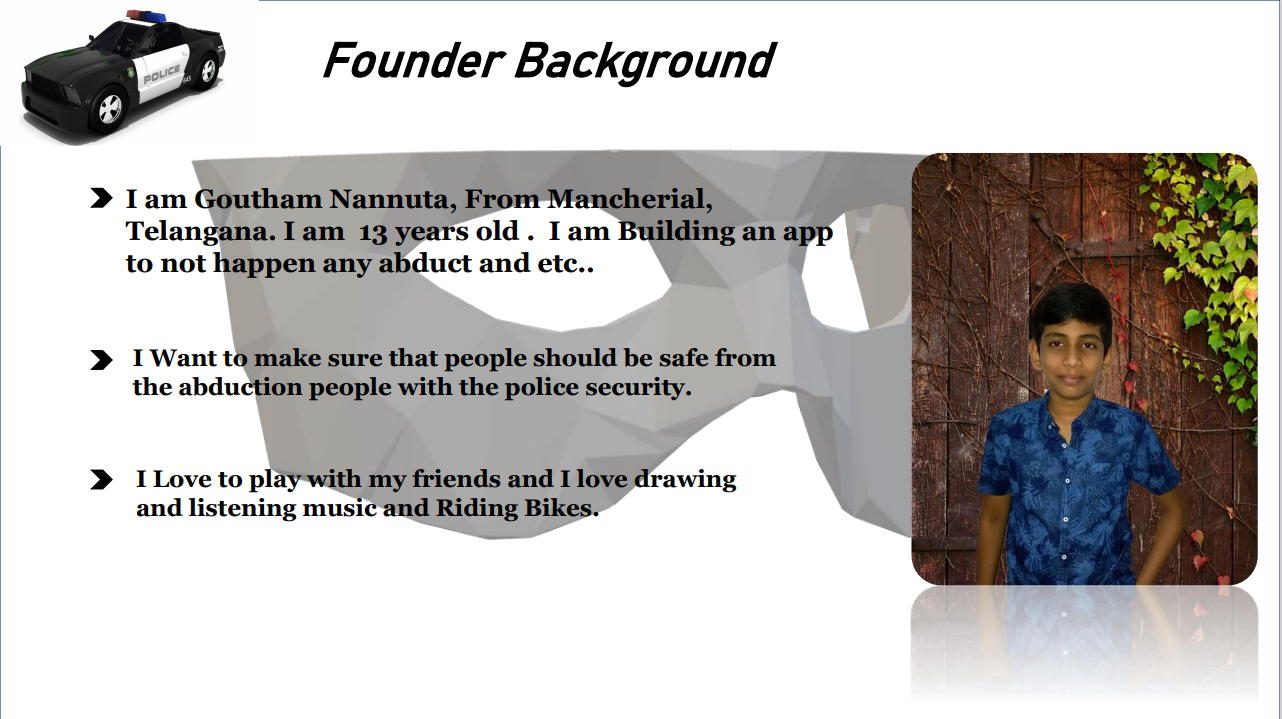 POLICE
645
Founder Background
I am Goutham Nannuta, From Mancherial,
Telangana. I am 13 years old . I am Building an app
to not happen any abduct and etc..
I Want to make sure that people should be safe from
the abduction people with the police security.
I Love to play with my friends and I love drawing
and listening music and Riding Bikes.